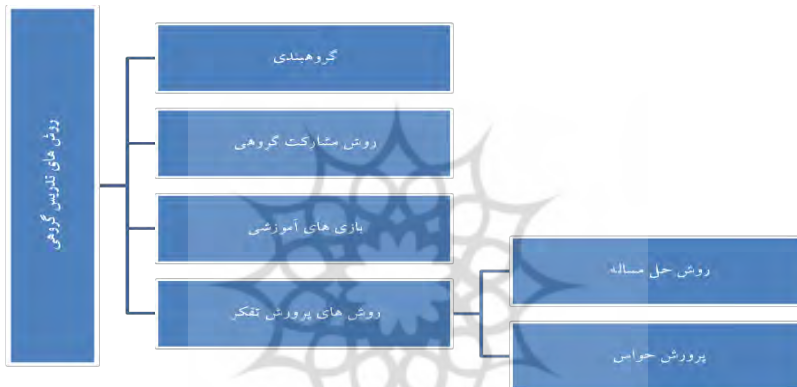 روش های تدریس گروهی
گروهبندی
روش مشارکت گروهی
بازی های آموزشی
روش های پرورش تفکر
روش حل مساله
پرورش حواس